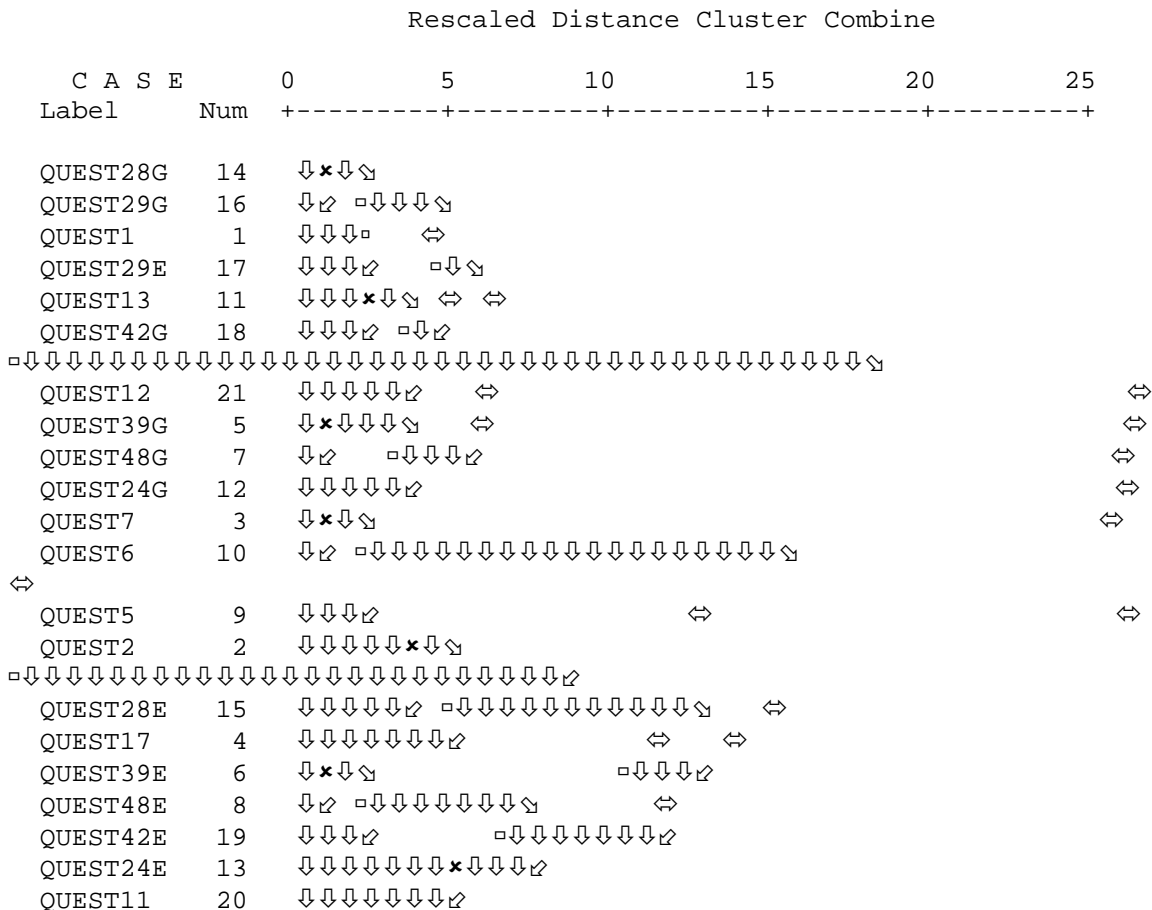 Rescaled Distance Cluster Combine
C A S E 0 5 10 15 20 25
Label Num +---------+---------+---------+---------+---------+
QUEST28G 14 ⇩×⇩⬂
QUEST29G 16 ⇩⬃ ▫⇩⇩⇩⬂
QUEST1 1 ⇩⇩⇩▫ ⬄
QUEST29E 17 ⇩⇩⇩⬃ ▫⇩⬂
QUEST13 11 ⇩⇩⇩×⇩⬂ ⬄ ⬄
QUEST42G 18 ⇩⇩⇩⬃ ▫⇩⬃
▫⇩⇩⇩⇩⇩⇩⇩⇩⇩⇩⇩⇩⇩⇩⇩⇩⇩⇩⇩⇩⇩⇩⇩⇩⇩⇩⇩⇩⇩⇩⇩⇩⇩⇩⇩⇩⇩⇩⇩⬂
QUEST12 21 ⇩⇩⇩⇩⇩⬃ ⬄ ⬄
QUEST39G 5 ⇩×⇩⇩⇩⬂ ⬄ ⬄
QUEST48G 7 ⇩⬃ ▫⇩⇩⇩⬃ ⬄
QUEST24G 12 ⇩⇩⇩⇩⇩⬃ ⬄
QUEST7 3 ⇩×⇩⬂ ⬄
QUEST6 10 ⇩⬃ ▫⇩⇩⇩⇩⇩⇩⇩⇩⇩⇩⇩⇩⇩⇩⇩⇩⇩⇩⇩⬂
⬄
QUEST5 9 ⇩⇩⇩⬃ ⬄ ⬄
QUEST2 2 ⇩⇩⇩⇩⇩×⇩⬂
▫⇩⇩⇩⇩⇩⇩⇩⇩⇩⇩⇩⇩⇩⇩⇩⇩⇩⇩⇩⇩⇩⇩⇩⇩⇩⬃
QUEST28E 15 ⇩⇩⇩⇩⇩⬃ ▫⇩⇩⇩⇩⇩⇩⇩⇩⇩⇩⇩⬂ ⬄
QUEST17 4 ⇩⇩⇩⇩⇩⇩⇩⬃ ⬄ ⬄
QUEST39E 6 ⇩×⇩⬂ ▫⇩⇩⇩⬃
QUEST48E 8 ⇩⬃ ▫⇩⇩⇩⇩⇩⇩⇩⬂ ⬄
QUEST42E 19 ⇩⇩⇩⬃ ▫⇩⇩⇩⇩⇩⇩⇩⬃
QUEST24E 13 ⇩⇩⇩⇩⇩⇩⇩×⇩⇩⇩⬃
QUEST11 20 ⇩⇩⇩⇩⇩⇩⇩⬃